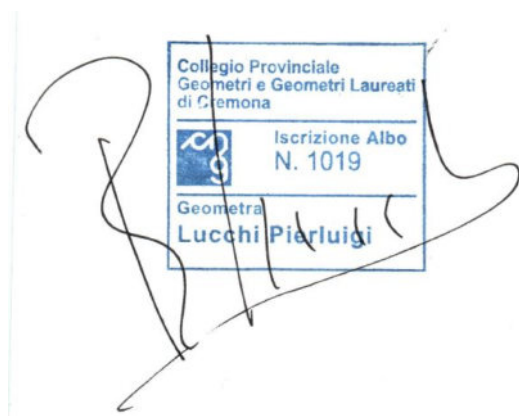 Collegio Provinciale
Geometri e Geometri Laureati
di Cremona
Iscrizione Albo
N. 1019
Geometra
Lucchi Pierluigi